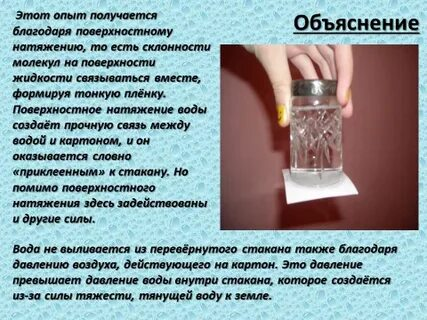 Объяснение
Этот опыт получается
благодаря поверхностному
натяжению, то есть склонности
молекул на поверхности
жидкости связываться вместе,
формируя тонкую плёнку.
Поверхностное натяжение воды
создаёт прочную связь между
водой и картоном, и он
оказывается словно
«приклеенным» к стакану. Но
помимо поверхностного
натяжения здесь задействованы
и другие силы.
Вода не выливается из перевёрнутого стакана также благодаря
давлению воздуха, действующего на картон. Это давление
превышает давление воды внутри стакана, которое создаётся
из-за силы тяжести, тянущей воду к земле.